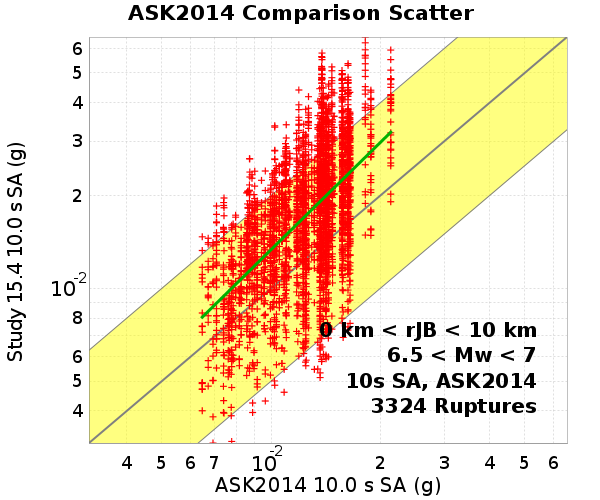 ASK2014 Comparison Scatter
6
5
4
3
2
10-2
8
6
5
4
Study 15.4 10.0 s SA (g)
0 km < rJB < 10 km
6.5 < Mw < 7
10s SA, ASK2014
3324 Ruptures
4 5 6 7 10-2 2 3 4 5 6
ASK2014 10.0 s SA (g)